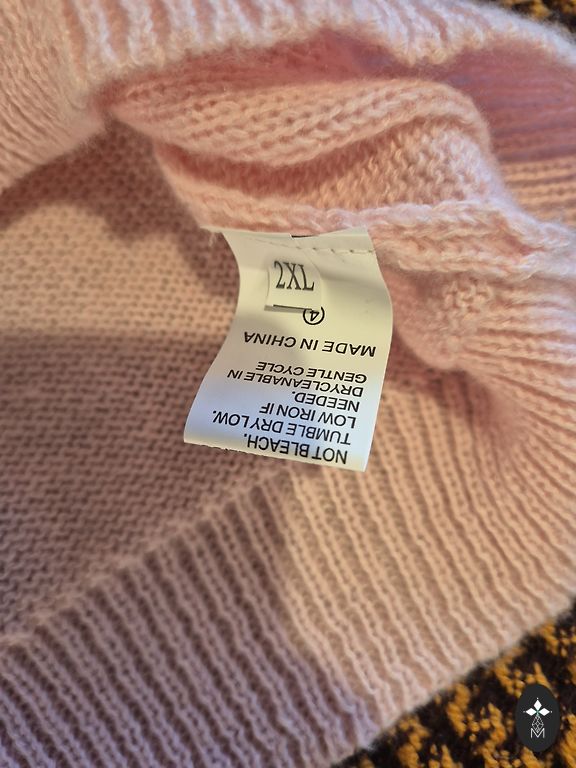 2XL
4
NOT BLEACH.
TUMBLE DRY LOW.
LOW IRON IF
NEEDED.
DRYCLEANABLE IN
GENTLE CYCLE
MADE IN CHINA
M